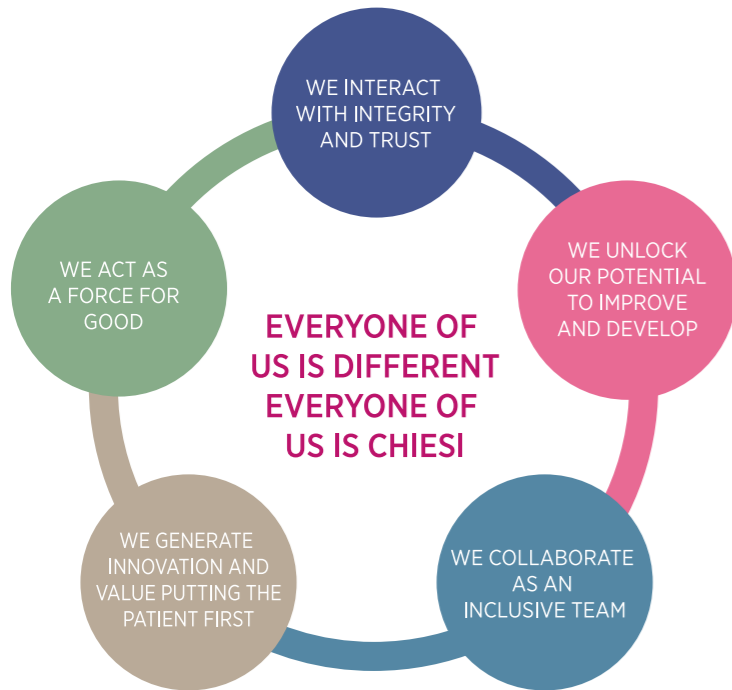 WE INTERACT
WITH INTEGRITY
AND TRUST
WE UNLOCK
OUR POTENTIAL
TO IMPROVE
AND DEVELOP
WE ACT AS
A FORCE FOR
GOOD
EVERYONE OF
US IS DIFFERENT
EVERYONE OF
US IS CHIESI
WE GENERATE
INNOVATION AND
VALUE PUTTING THE
PATIENT FIRST
WE COLLABORATE
AS AN
INCLUSIVE TEAM